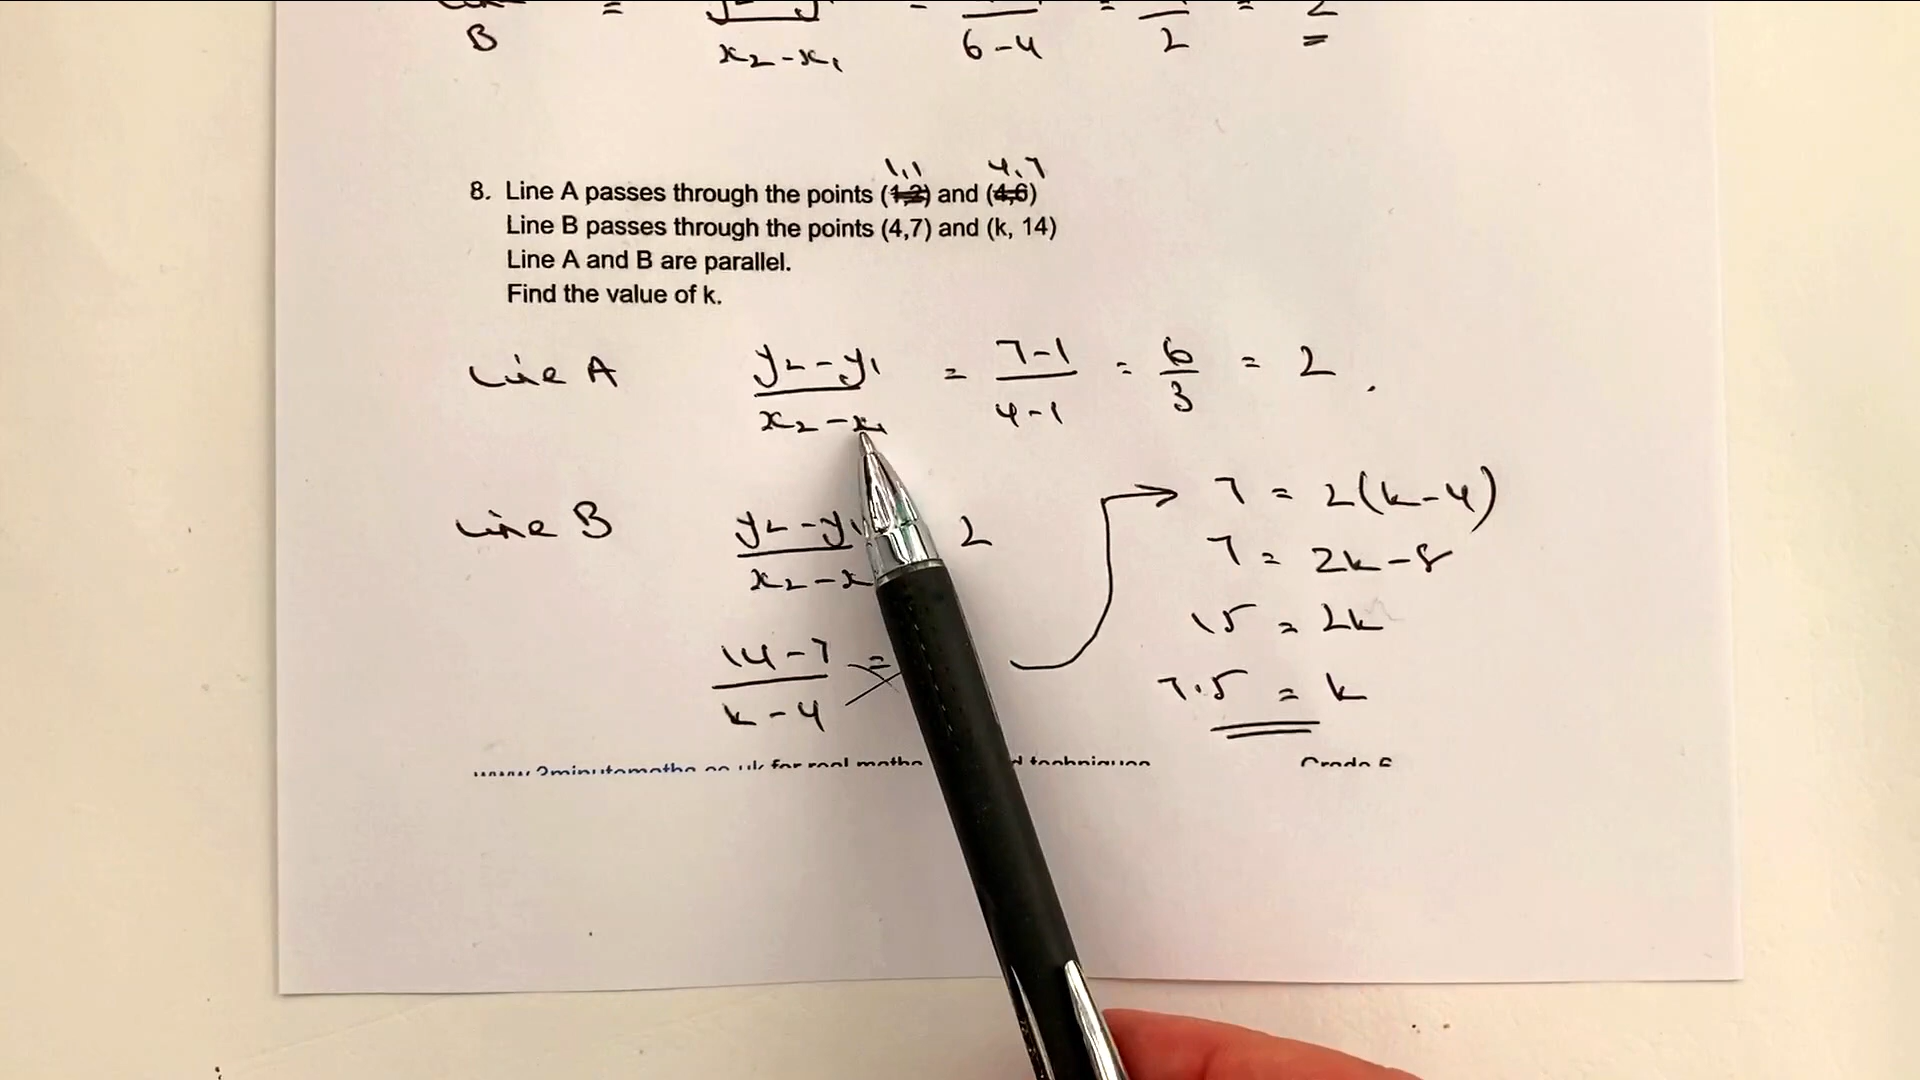 B = x₂ - x₁ = 6 - 4 = 2 = 2
1,1 4,7
8. Line A passes through the points (1,2) and (4,6)
Line B passes through the points (4,7) and (k, 14)
Line A and B are parallel.
Find the value of k.
Line A y₂ - y₁ / x₂ - x₁ = 7 - 1 / 4 - 1 = 6 / 3 = 2
Line B y₂ - y₁ / x₂ - x 2
14 - 7 / k - 4 =
7 = 2(k - 4)
7 = 2k - 8
15 = 2k
7.5 = k